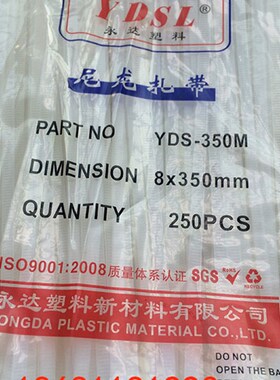 YDSL®
永达塑料
尼龙扎带
PART NO YDS-350M
DIMENSION 8x350mm
QUANTITY 250PCS
ISO9001:2008质量体系认证 SGS
永达塑料新材料有限公司
ONGDA PLASTIC MATERIAL CO.,LTD.
DO NOT
OPEN THE BA